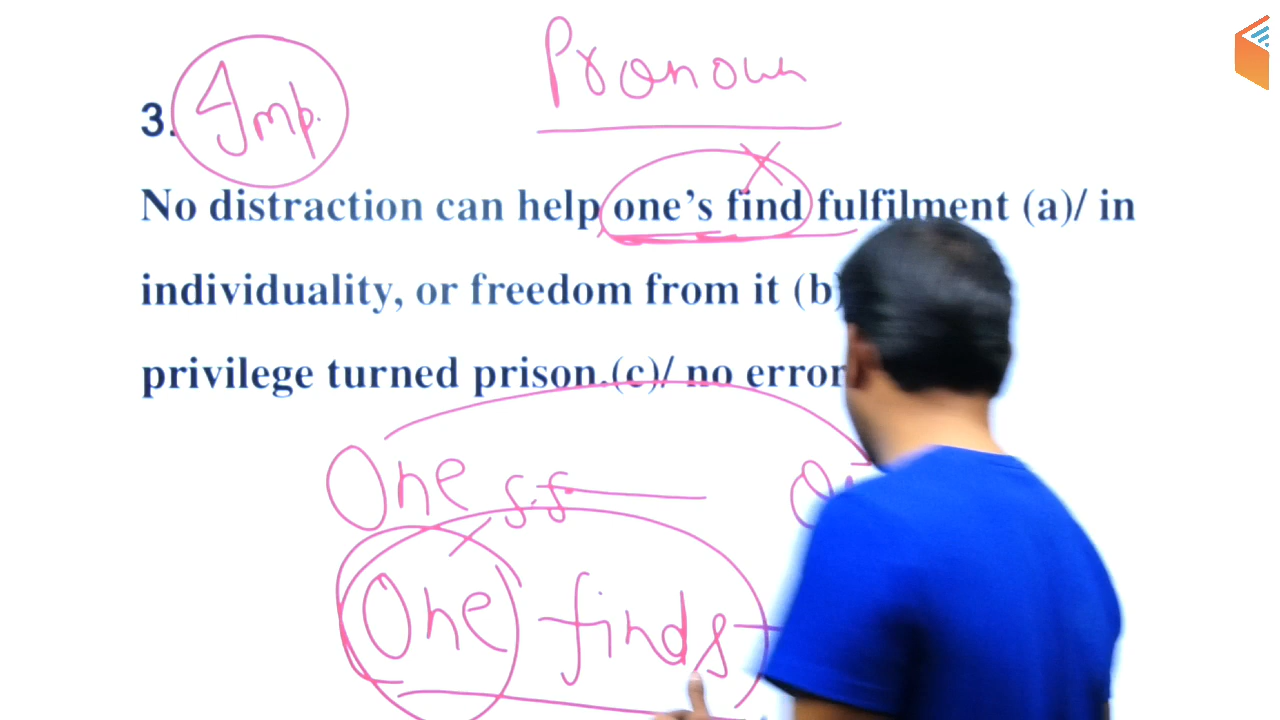 Pronoun
3. Imp.
No distraction can help one's find fulfilment (a)/ in
individuality, or freedom from it (b)
privilege turned prison.(c)/ no error
One s.s
One finds